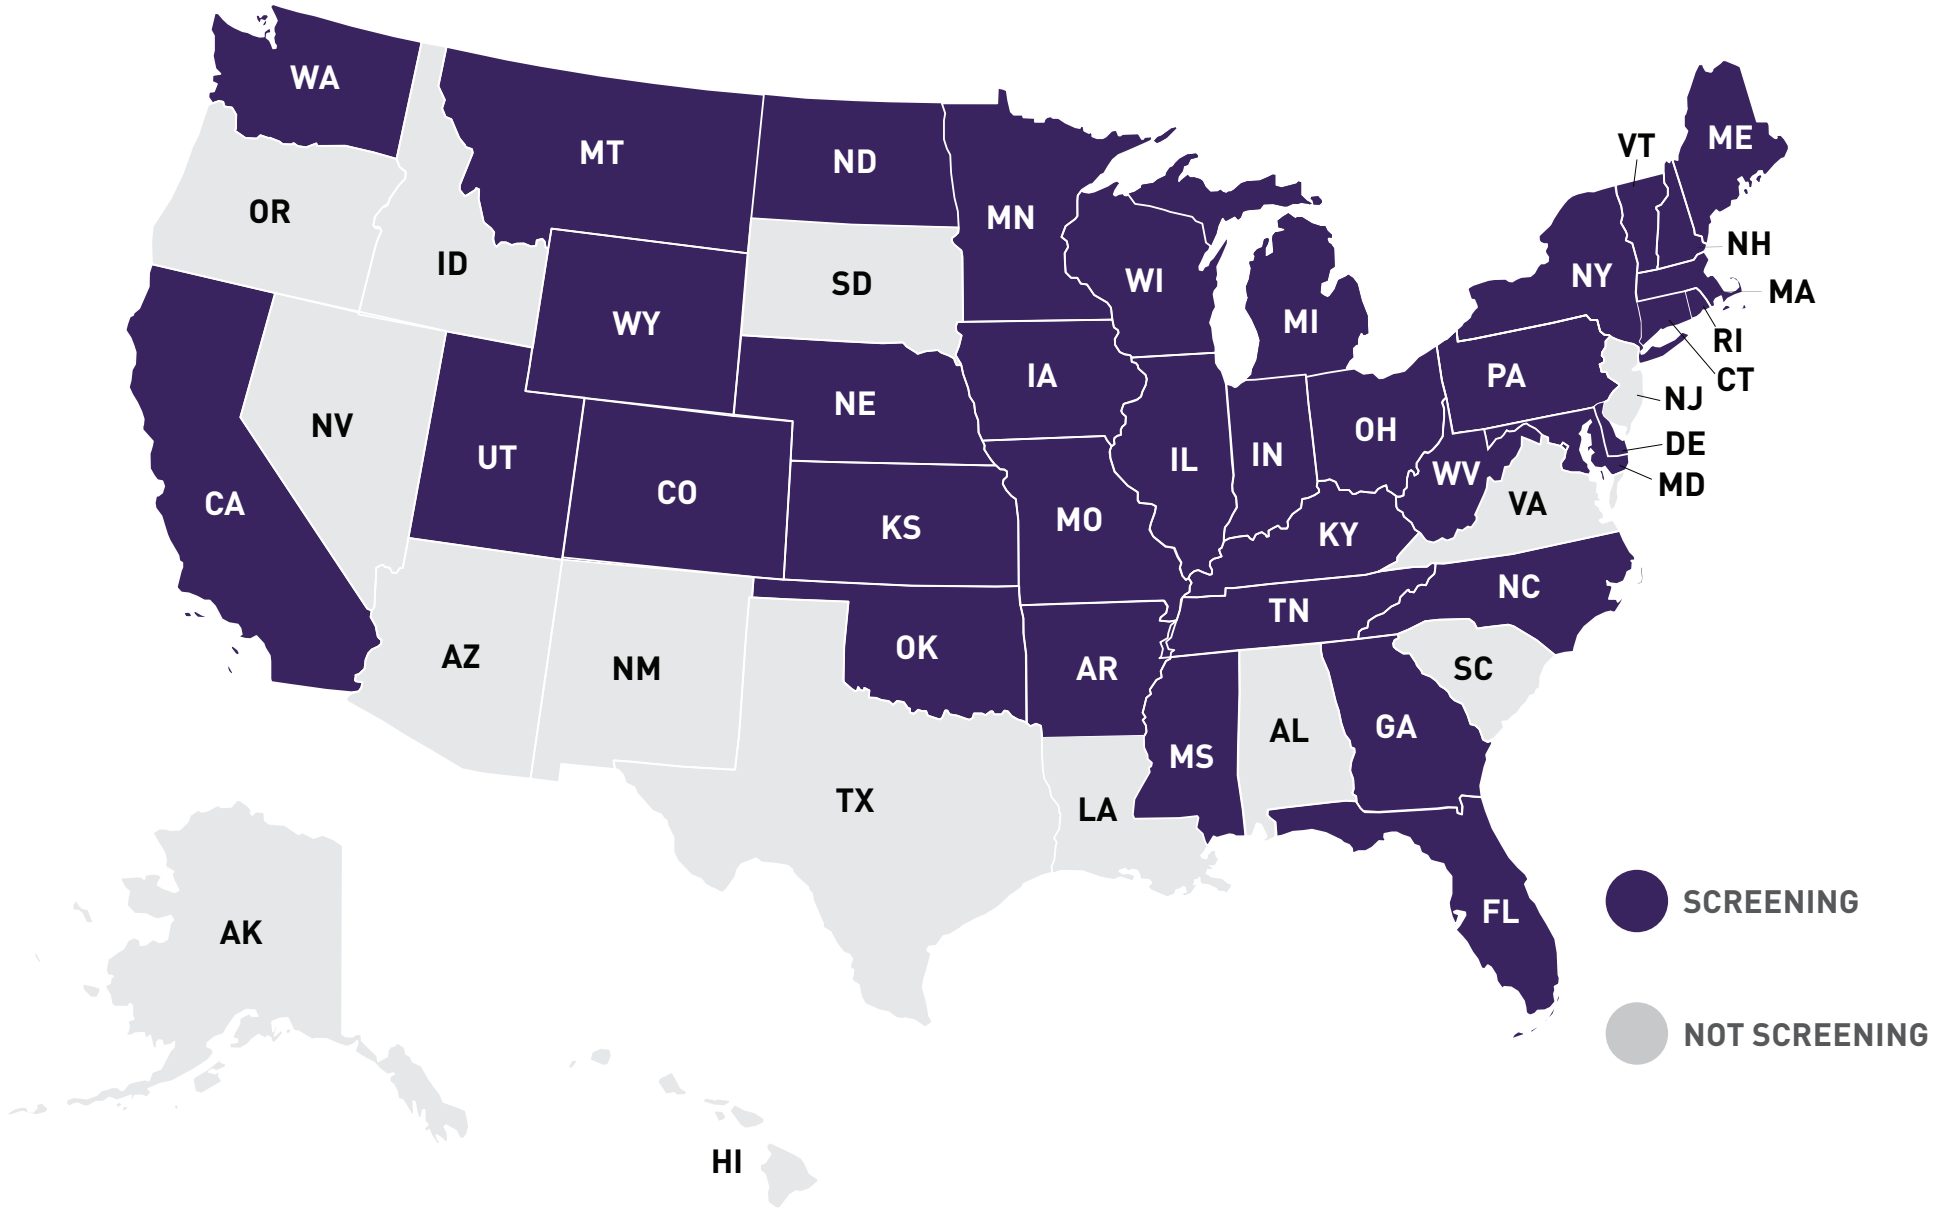 WA
MT
ND
MN
VT
ME
OR
ID
SD
WI
MI
NY
NH
MA
WY
IA
PA
RI
CT
NJ
NV
UT
CO
NE
IL
IN
OH
WV
DE
MD
CA
KS
MO
KY
VA
NC
TN
AZ
NM
OK
AR
SC
MS
AL
GA
TX
LA
FL
AK
HI
SCREENING
NOT SCREENING